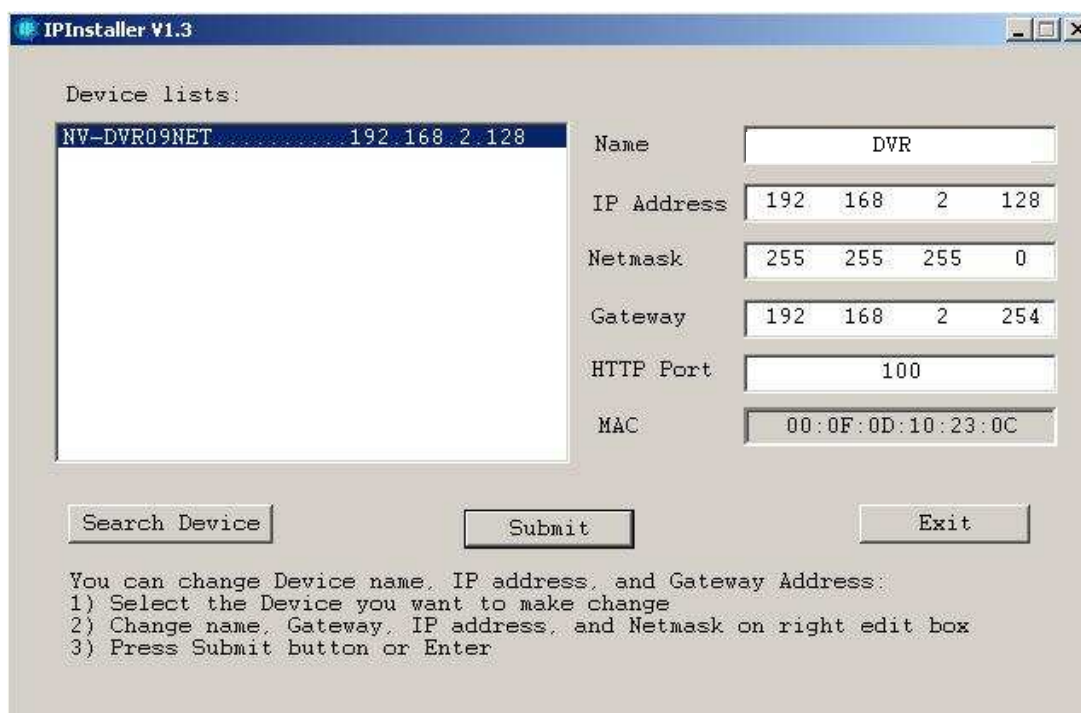 IPInstaller V1.3
Device lists:
NV-DVR09NET..........192.168.2.128
Name DVR
IP Address 192 168 2 128
Netmask 255 255 255 0
Gateway 192 168 2 254
HTTP Port 100
MAC 00:0F:0D:10:23:0C
Search Device Submit Exit
You can change Device name, IP address, and Gateway Address:
1) Select the Device you want to make change
2) Change name, Gateway, IP address, and Netmask on right edit box
3) Press Submit button or Enter